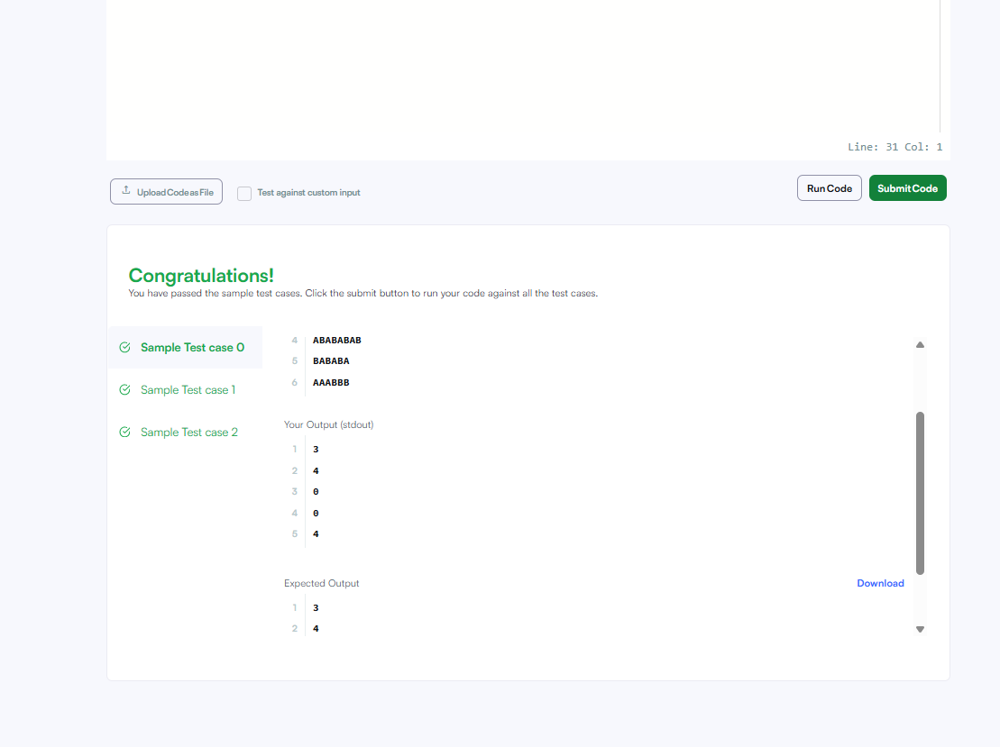 Line: 31 Col: 1
Upload Code as File
Test against custom input
Run Code
Submit Code
Congratulations!
You have passed the sample test cases. Click the submit button to run your code against all the test cases.
Sample Test case 0
Sample Test case 1
Sample Test case 2
4 ABABABAB
5 BABABA
6 AAABBB
Your Output (stdout)
1 3
2 4
3 0
4 0
5 4
Expected Output
Download
1 3
2 4